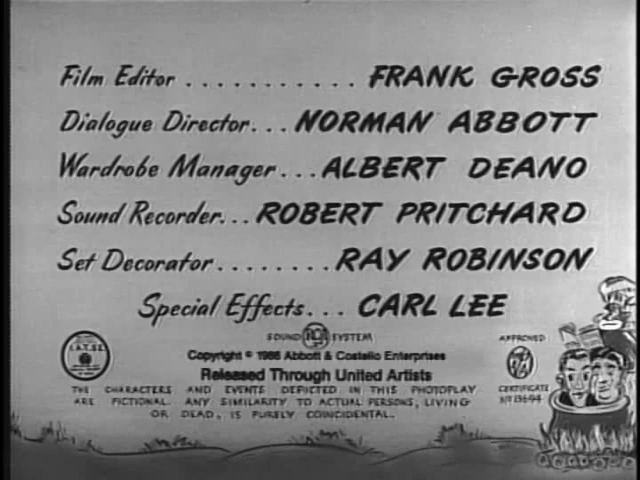 Film Editor ........... FRANK GROSS
Dialogue Director... NORMAN ABBOTT
Wardrobe Manager... ALBERT DEANO
Sound Recorder... ROBERT PRITCHARD
Set Decorator........ RAY ROBINSON
Special Effects... CARL LEE
SOUND RCA SYSTEM
APPROVED
I.A.T.S.E.
Copyright © 1986 Abbott & Costello Enterprises
Released Through United Artists
CERTIFICATE
Nº 13644
THE CHARACTERS AND EVENTS DEPICTED IN THIS PHOTOPLAY
ARE FICTIONAL. ANY SIMILARITY TO ACTUAL PERSONS, LIVING
OR DEAD, IS PURELY COINCIDENTAL.